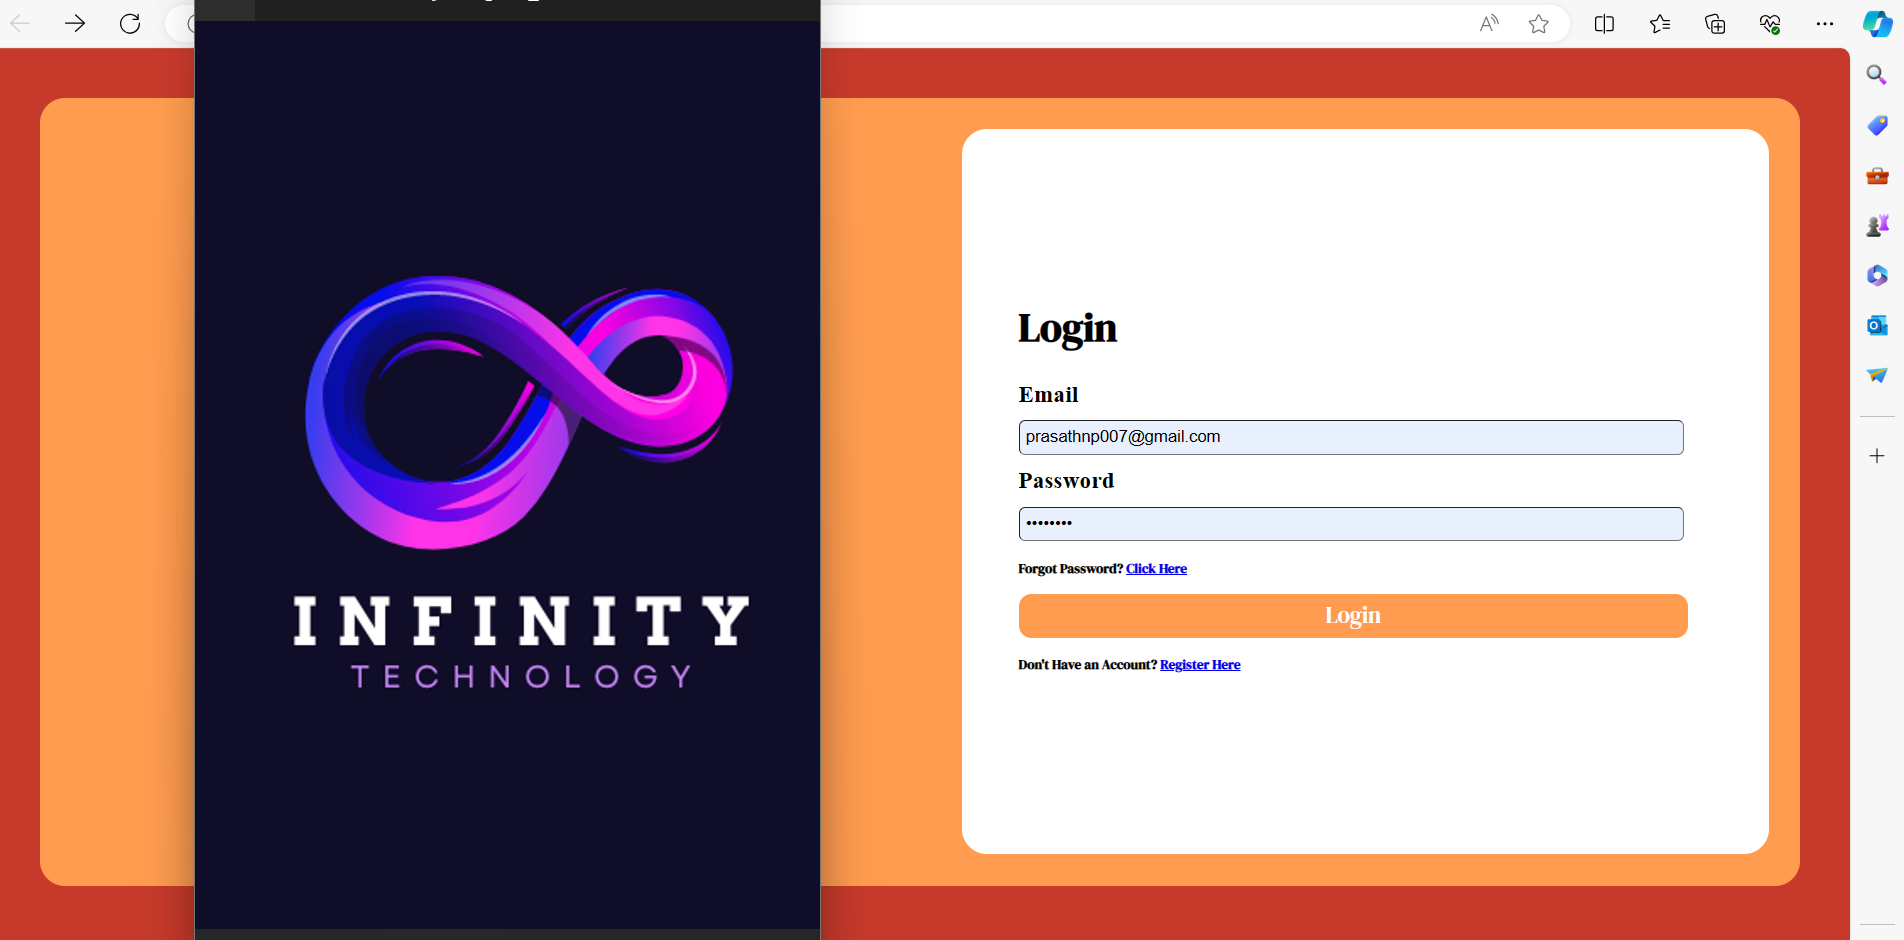 INFINITY
TECHNOLOGY
Login
Email
prasathnp007@gmail.com
Password
••••••••
Forgot Password? Click Here
Login
Don't Have an Account? Register Here